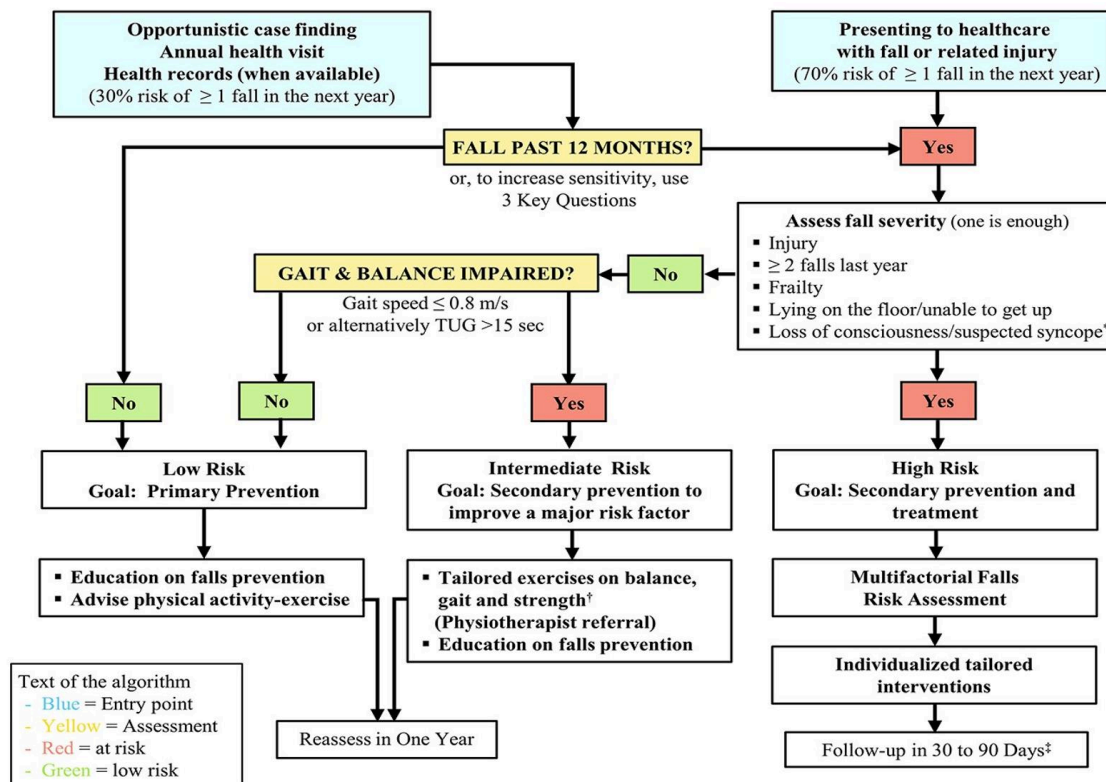 Opportunistic case finding
Annual health visit
Health records (when available)
(30% risk of ≥ 1 fall in the next year)
Presenting to healthcare
with fall or related injury
(70% risk of ≥ 1 fall in the next year)
FALL PAST 12 MONTHS?
or, to increase sensitivity, use
3 Key Questions
Yes
Assess fall severity (one is enough)
▪ Injury
▪ ≥ 2 falls last year
▪ Frailty
▪ Lying on the floor/unable to get up
▪ Loss of consciousness/suspected syncope*
No
GAIT & BALANCE IMPAIRED?
Gait speed ≤ 0.8 m/s
or alternatively TUG >15 sec
No
No
Yes
Yes
Low Risk
Goal: Primary Prevention
Intermediate Risk
Goal: Secondary prevention to
improve a major risk factor
High Risk
Goal: Secondary prevention and
treatment
▪ Education on falls prevention
▪ Advise physical activity-exercise
▪ Tailored exercises on balance,
gait and strength†
(Physiotherapist referral)
▪ Education on falls prevention
Multifactorial Falls
Risk Assessment
Individualized tailored
interventions
Text of the algorithm
- Blue = Entry point
- Yellow = Assessment
- Red = at risk
- Green = low risk
Reassess in One Year
Follow-up in 30 to 90 Days‡